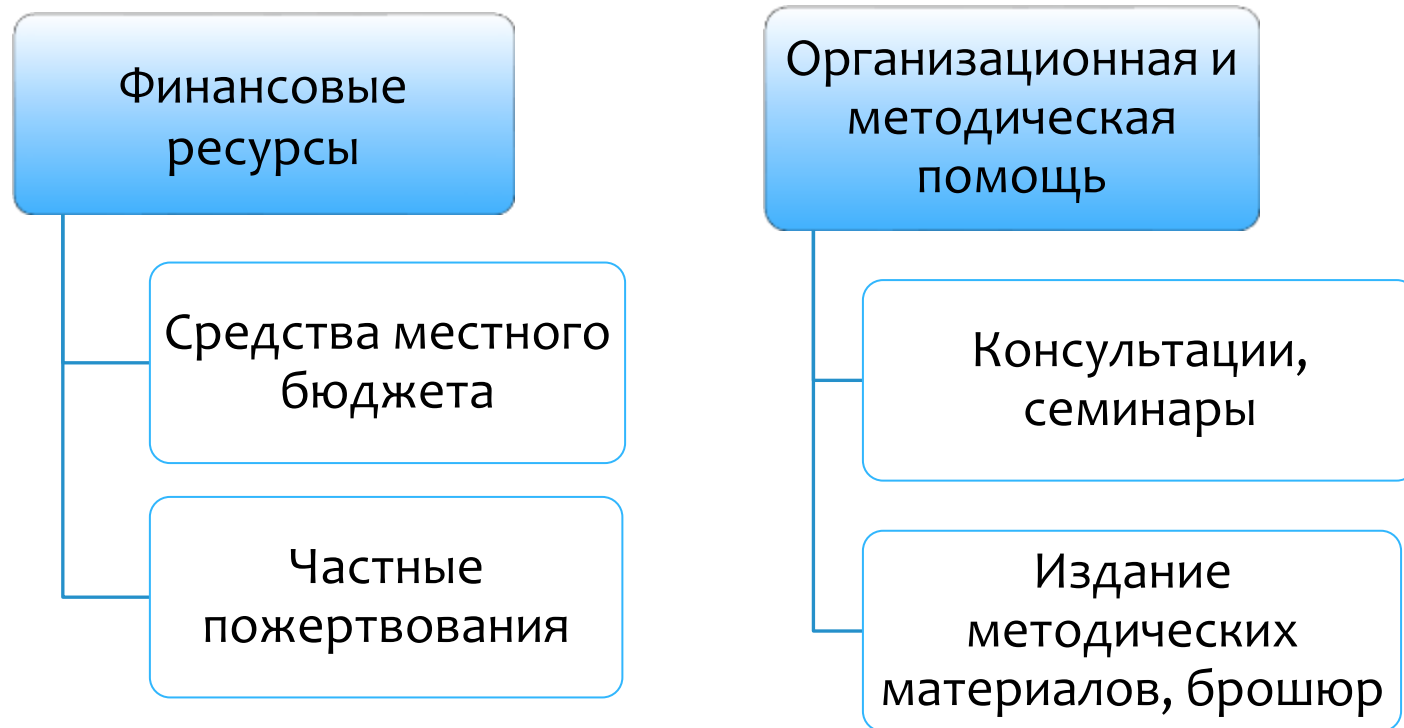 Финансовые
ресурсы
Средства местного
бюджета
Частные
пожертвования
Организационная и
методическая
помощь
Консультации,
семинары
Издание
методических
материалов, брошюр